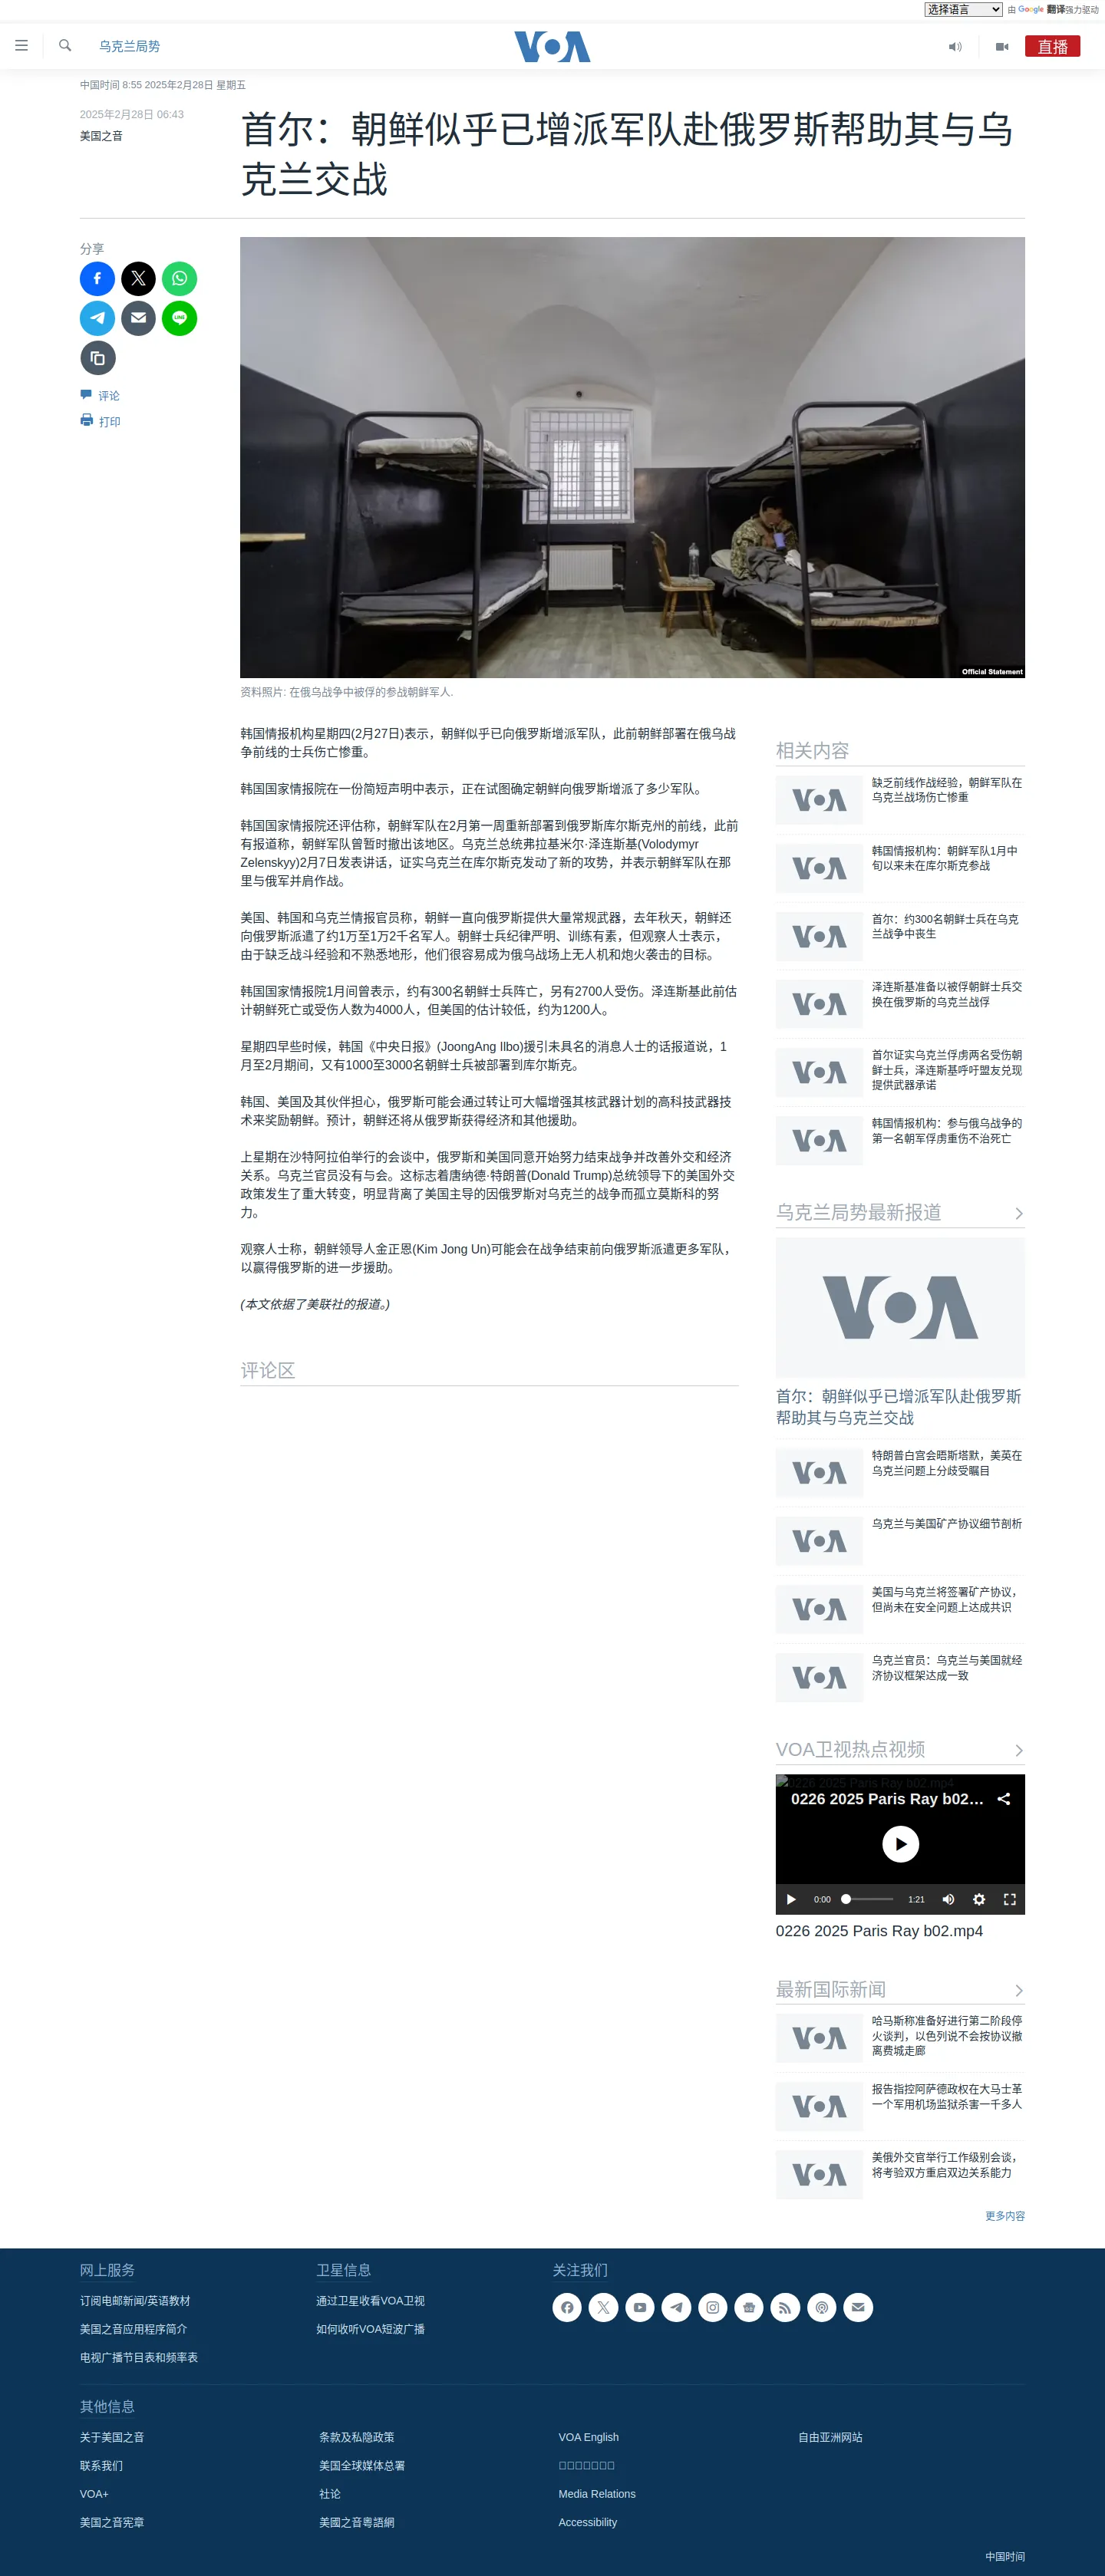 选择语言 由 Google 翻译强力驱动
乌克兰局势
VOA
直播
中国时间 8:55 2025年2月28日 星期五
2025年2月28日 06:43
美国之音
首尔：朝鲜似乎已增派军队赴俄罗斯帮助其与乌
克兰交战
分享
LINE
评论
打印
Official Statement
资料照片: 在俄乌战争中被俘的参战朝鲜军人.
韩国情报机构星期四(2月27日)表示，朝鲜似乎已向俄罗斯增派军队，此前朝鲜部署在俄乌战
争前线的士兵伤亡惨重。
韩国国家情报院在一份简短声明中表示，正在试图确定朝鲜向俄罗斯增派了多少军队。
韩国国家情报院还评估称，朝鲜军队在2月第一周重新部署到俄罗斯库尔斯克州的前线，此前
有报道称，朝鲜军队曾暂时撤出该地区。乌克兰总统弗拉基米尔·泽连斯基(Volodymyr
Zelenskyy)2月7日发表讲话，证实乌克兰在库尔斯克发动了新的攻势，并表示朝鲜军队在那
里与俄军并肩作战。
美国、韩国和乌克兰情报官员称，朝鲜一直向俄罗斯提供大量常规武器，去年秋天，朝鲜还
向俄罗斯派遣了约1万至1万2千名军人。朝鲜士兵纪律严明、训练有素，但观察人士表示，
由于缺乏战斗经验和不熟悉地形，他们很容易成为俄乌战场上无人机和炮火袭击的目标。
韩国国家情报院1月间曾表示，约有300名朝鲜士兵阵亡，另有2700人受伤。泽连斯基此前估
计朝鲜死亡或受伤人数为4000人，但美国的估计较低，约为1200人。
星期四早些时候，韩国《中央日报》(JoongAng Ilbo)援引未具名的消息人士的话报道说，1
月至2月期间，又有1000至3000名朝鲜士兵被部署到库尔斯克。
韩国、美国及其伙伴担心，俄罗斯可能会通过转让可大幅增强其核武器计划的高科技武器技
术来奖励朝鲜。预计，朝鲜还将从俄罗斯获得经济和其他援助。
上星期在沙特阿拉伯举行的会谈中，俄罗斯和美国同意开始努力结束战争并改善外交和经济
关系。乌克兰官员没有与会。这标志着唐纳德·特朗普(Donald Trump)总统领导下的美国外交
政策发生了重大转变，明显背离了美国主导的因俄罗斯对乌克兰的战争而孤立莫斯科的努
力。
观察人士称，朝鲜领导人金正恩(Kim Jong Un)可能会在战争结束前向俄罗斯派遣更多军队，
以赢得俄罗斯的进一步援助。
(本文依据了美联社的报道。)
评论区
相关内容
VOA
缺乏前线作战经验，朝鲜军队在
乌克兰战场伤亡惨重
VOA
韩国情报机构：朝鲜军队1月中
旬以来未在库尔斯克参战
VOA
首尔：约300名朝鲜士兵在乌克
兰战争中丧生
VOA
泽连斯基准备以被俘朝鲜士兵交
换在俄罗斯的乌克兰战俘
VOA
首尔证实乌克兰俘虏两名受伤朝
鲜士兵，泽连斯基呼吁盟友兑现
提供武器承诺
VOA
韩国情报机构：参与俄乌战争的
第一名朝军俘虏重伤不治死亡
乌克兰局势最新报道
VOA
首尔：朝鲜似乎已增派军队赴俄罗斯
帮助其与乌克兰交战
VOA
特朗普白宫会晤斯塔默，美英在
乌克兰问题上分歧受瞩目
VOA
乌克兰与美国矿产协议细节剖析
VOA
美国与乌克兰将签署矿产协议，
但尚未在安全问题上达成共识
VOA
乌克兰官员：乌克兰与美国就经
济协议框架达成一致
VOA卫视热点视频
0226 2025 Paris Ray b02.mp4
0226 2025 Paris Ray b02...
0:00 1:21
0226 2025 Paris Ray b02.mp4
最新国际新闻
VOA
哈马斯称准备好进行第二阶段停
火谈判，以色列说不会按协议撤
离费城走廊
VOA
报告指控阿萨德政权在大马士革
一个军用机场监狱杀害一千多人
VOA
美俄外交官举行工作级别会谈，
将考验双方重启双边关系能力
更多内容
网上服务
订阅电邮新闻/英语教材
美国之音应用程序简介
电视广播节目表和频率表
卫星信息
通过卫星收看VOA卫视
如何收听VOA短波广播
关注我们
其他信息
关于美国之音
联系我们
VOA+
美国之音宪章
条款及私隐政策
美国全球媒体总署
社论
美國之音粵語網
VOA English
Media Relations
Accessibility
自由亚洲网站
中国时间